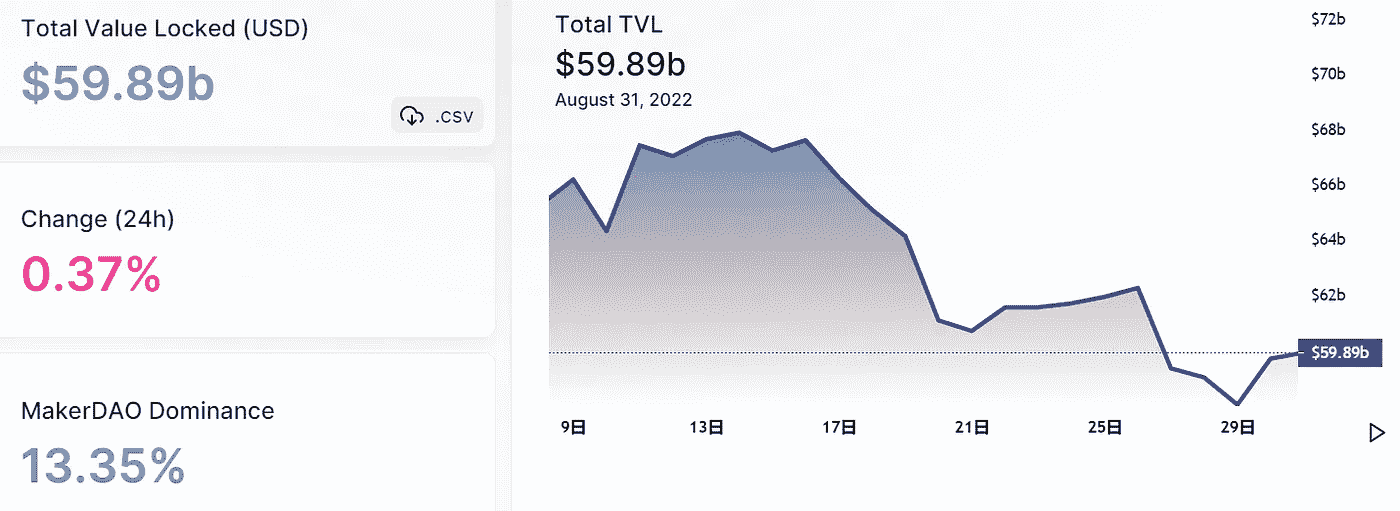 Total Value Locked (USD)
$59.89b
.CSV
Change (24h)
0.37%
MakerDAO Dominance
13.35%
Total TVL
$59.89b
August 31, 2022
$72b
$70b
$68b
$66b
$64b
$62b
$59.89b
9日 13日 17日 21日 25日 29日